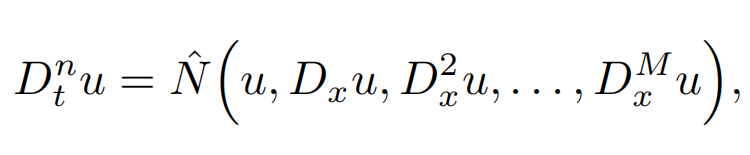 $D_t^n u = \hat{N}\Big(u, D_x u, D_x^2 u, \ldots, D_x^M u\Big),$